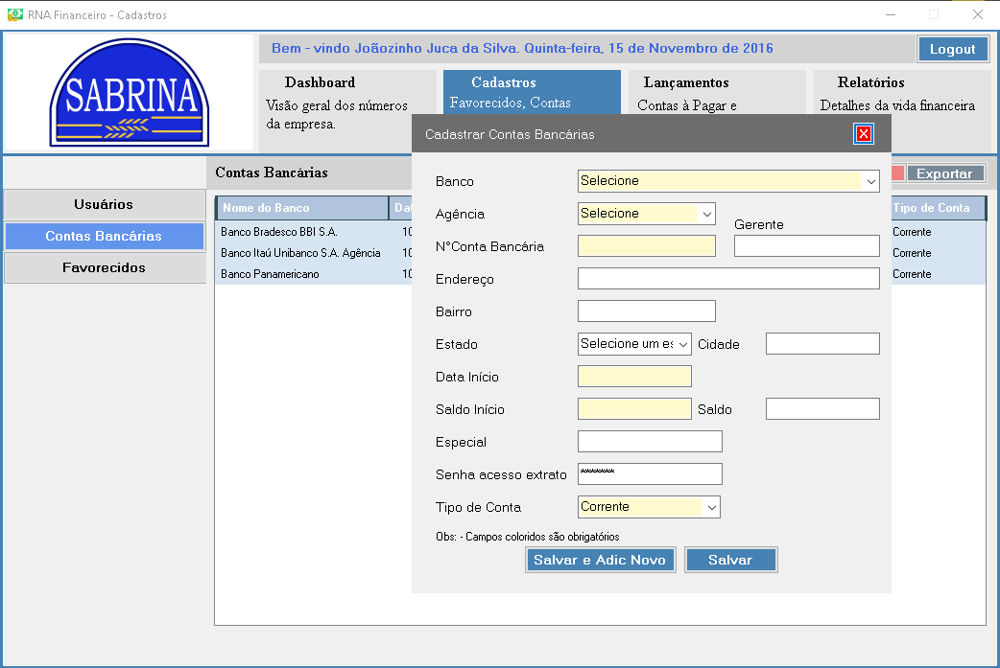 RNA Financeiro - Cadastros
SABRINA
Bem - vindo Joãozinho Juca da Silva. Quinta-feira, 15 de Novembro de 2016
Logout
Dashboard
Visão geral dos números
da empresa.
Cadastros
Favorecidos, Contas
Lançamentos
Contas à Pagar e
Relatórios
Detalhes da vida financeira
Usuários
Contas Bancárias
Favorecidos
Contas Bancárias
Exportar
Nome do Banco
Tipo de Conta
Banco Bradesco BBI S.A. 10 Corrente
Banco Itaú Unibanco S.A. Agência 10 Corrente
Banco Panamericano 10 Corrente
Cadastrar Contas Bancárias
X
Banco Selecione
Agência Selecione
Gerente
N°Conta Bancária
Endereço
Bairro
Estado Selecione um es Cidade
Data Início
Saldo Início Saldo
Especial
Senha acesso extrato ********
Tipo de Conta Corrente
Obs: - Campos coloridos são obrigatórios
Salvar e Adic Novo Salvar